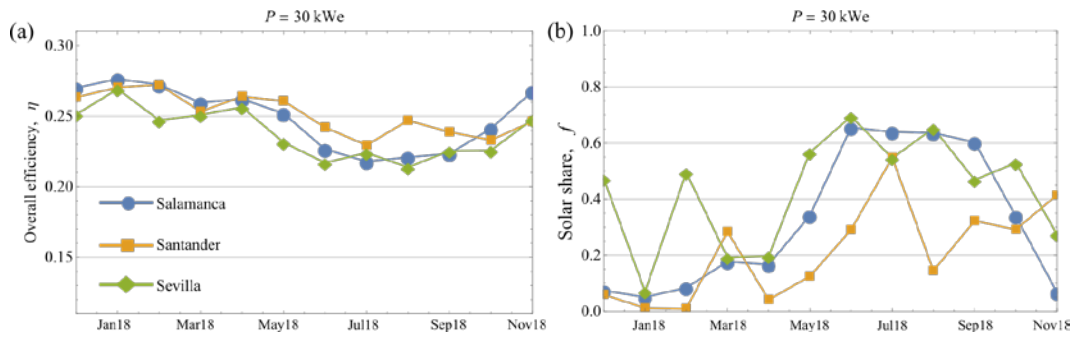 (a)
P = 30 kWe
Overall efficiency, η
0.30
0.25
0.20
0.15
Salamanca
Santander
Sevilla
Jan18 Mar18 May18 Jul18 Sep18 Nov18
(b)
P = 30 kWe
Solar share, f
1.0
0.8
0.6
0.4
0.2
0.0
Jan18 Mar18 May18 Jul18 Sep18 Nov18